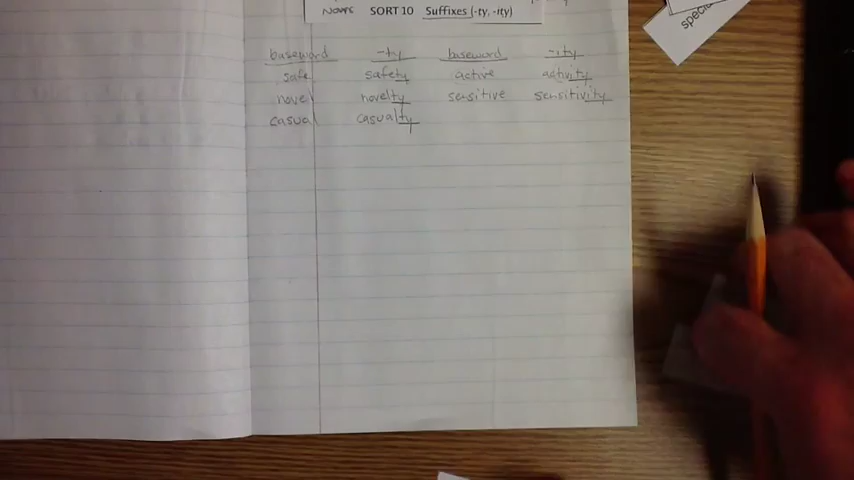 Nouns SORT 10 Suffixes (-ty, -ity)
baseword -ty baseword -ity
safe safety active activity
novel novelty sensitive sensitivity
casual casualty